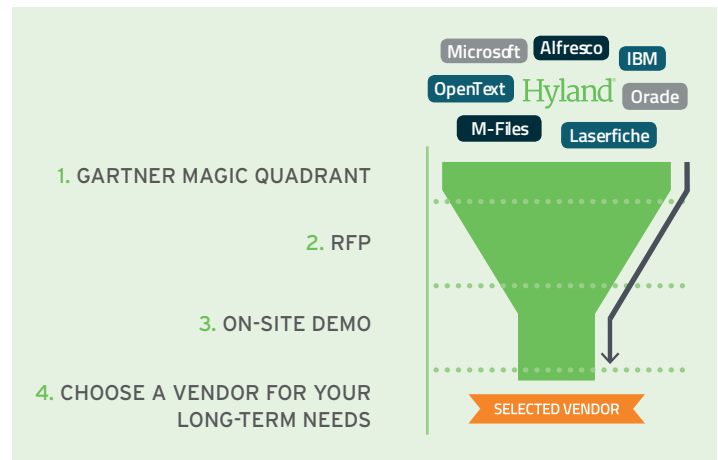 Microsoft Alfresco IBM
OpenText Hyland® Orade
M-Files Laserfiche
1. GARTNER MAGIC QUADRANT
2. RFP
3. ON-SITE DEMO
4. CHOOSE A VENDOR FOR YOUR
LONG-TERM NEEDS
SELECTED VENDOR